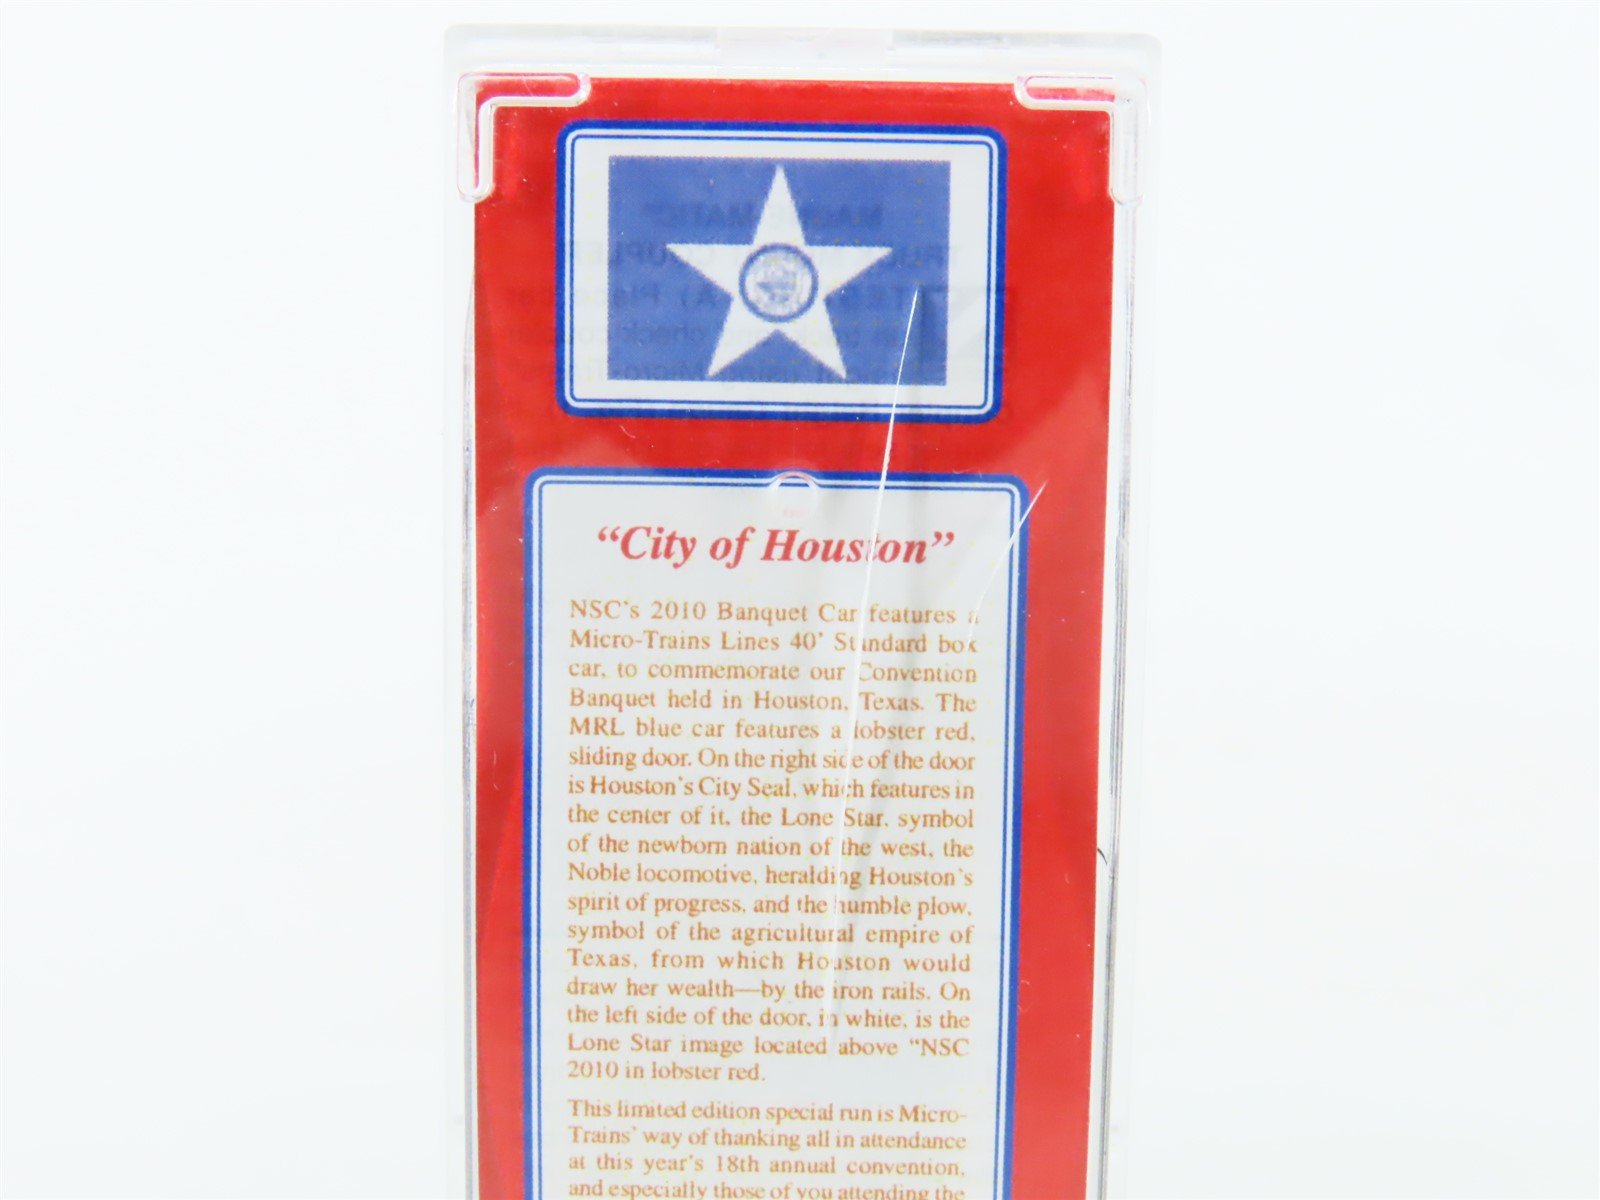 “City of Houston”
NSC's 2010 Banquet Car features a
Micro-Trains Lines 40' Standard box
car, to commemorate our Convention
Banquet held in Houston, Texas. The
MRL blue car features a lobster red,
sliding door. On the right side of the door
is Houston's City Seal, which features in
the center of it, the Lone Star, symbol
of the newborn nation of the west, the
Noble locomotive, heralding Houston's
spirit of progress, and the humble plow,
symbol of the agricultural empire of
Texas, from which Houston would
draw her wealth—by the iron rails. On
the left side of the door, in white, is the
Lone Star image located above “NSC
2010 in lobster red.
This limited edition special run is Micro-
Trains' way of thanking all in attendance
at this year's 18th annual convention,
and especially those of you attending the